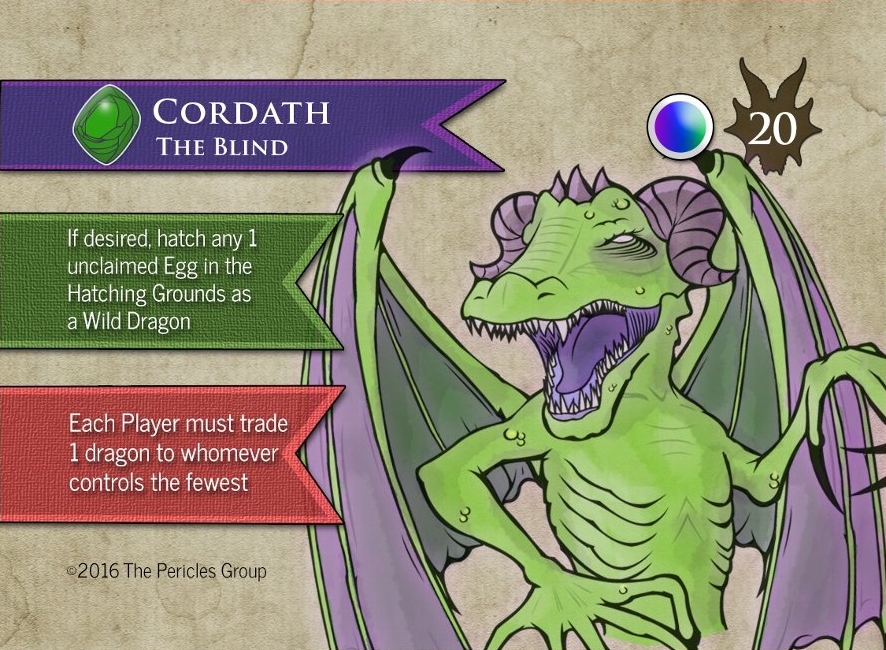 CORDATH
THE BLIND
20
If desired, hatch any 1
unclaimed Egg in the
Hatching Grounds as
a Wild Dragon
Each Player must trade
1 dragon to whomever
controls the fewest
©2016 The Pericles Group